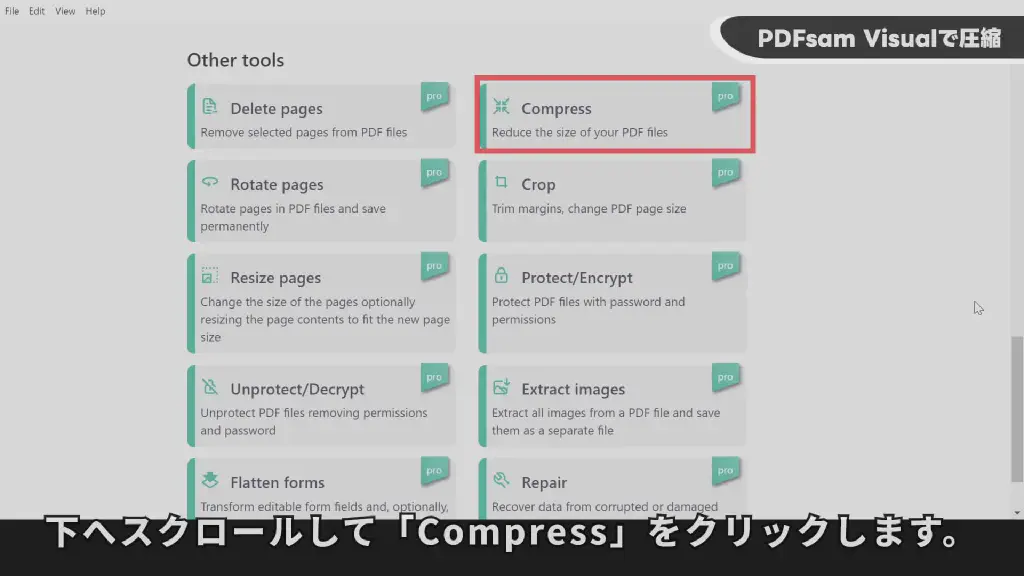 File Edit View Help
PDFsam Visualで圧縮
Other tools
Delete pages
pro
Remove selected pages from PDF files
Compress
pro
Reduce the size of your PDF files
Rotate pages
pro
Rotate pages in PDF files and save
permanently
Crop
pro
Trim margins, change PDF page size
Resize pages
pro
Change the size of the pages optionally
resizing the page contents to fit the new page
size
Protect/Encrypt
pro
Protect PDF files with password and
permissions
Unprotect/Decrypt
pro
Unprotect PDF files removing permissions
and password
Extract images
pro
Extract all images from a PDF file and save
them as a separate file
Flatten forms
pro
Transform editable form fields and, optionally,
Repair
pro
Recover data from corrupted or damaged
下へスクロールして「Compress」をクリックします。